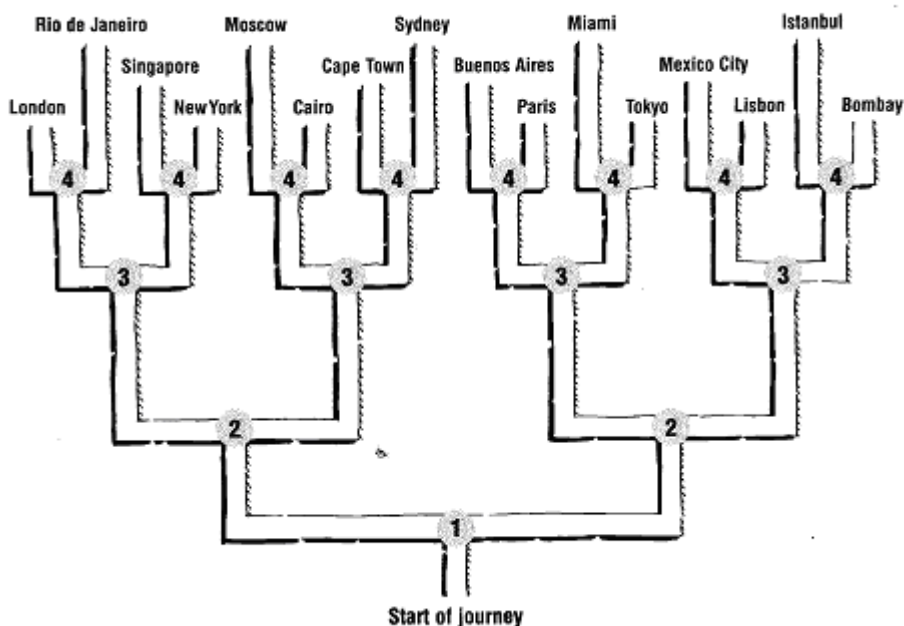 Rio de Janeiro
Moscow
Sydney
Miami
Istanbul
Singapore
Cape Town
Buenos Aires
Mexico City
London
New York
Cairo
Paris
Tokyo
Lisbon
Bombay
4 4 4 4 4 4 4 4
3 3 3 3
2 2
1
Start of journey